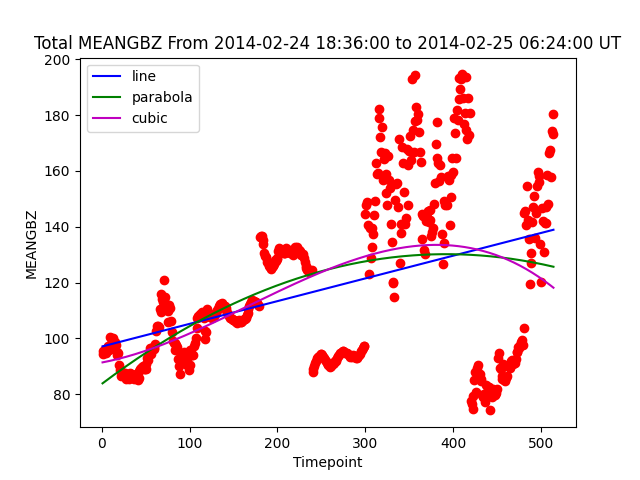 Total MEANGBZ From 2014-02-24 18:36:00 to 2014-02-25 06:24:00 UT
line
parabola
cubic
200
180
160
140
120
100
80
MEANGBZ
0 100 200 300 400 500
Timepoint